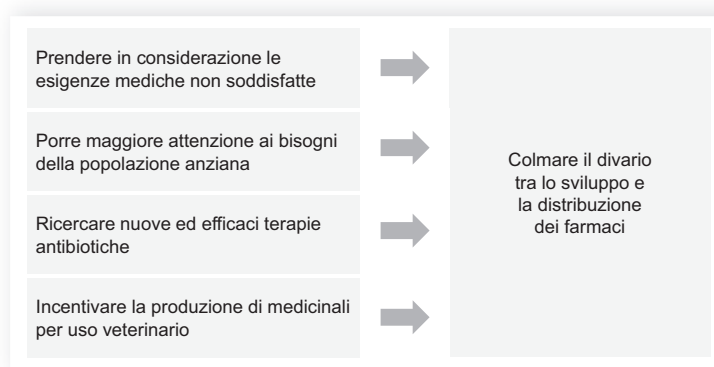 Prendere in considerazione le
esigenze mediche non soddisfatte
Porre maggiore attenzione ai bisogni
della popolazione anziana
Ricercare nuove ed efficaci terapie
antibiotiche
Incentivare la produzione di medicinali
per uso veterinario
Colmare il divario
tra lo sviluppo e
la distribuzione
dei farmaci